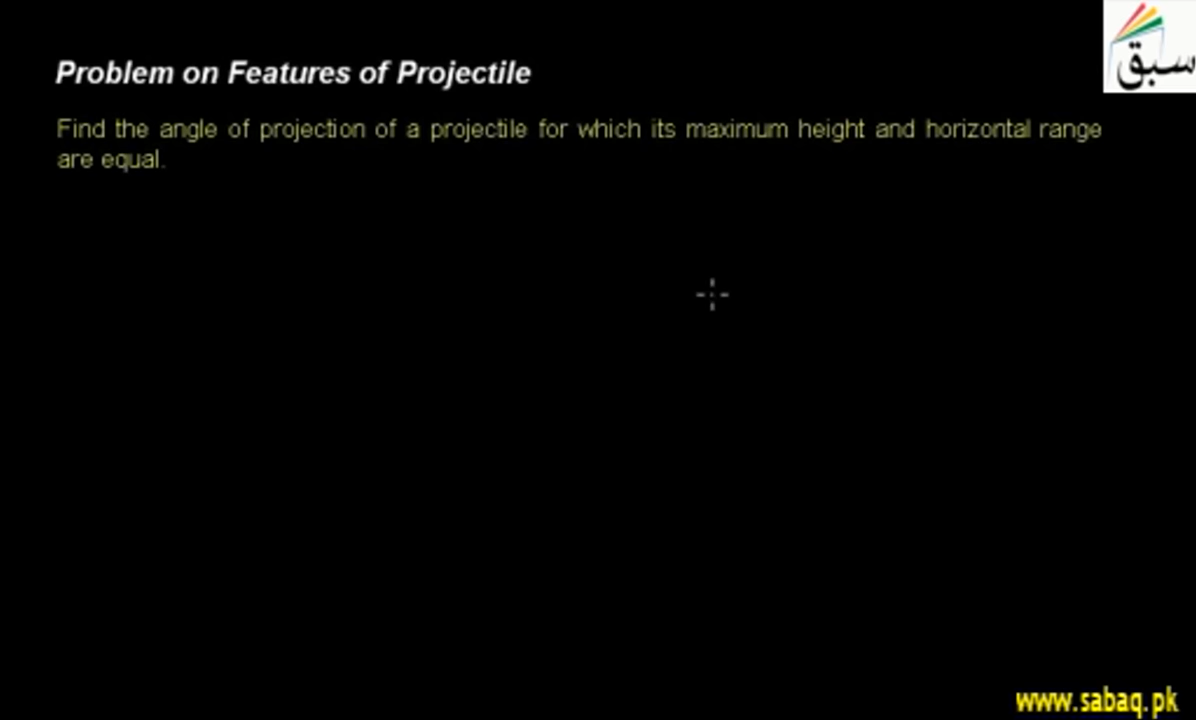 سبق
Problem on Features of Projectile
Find the angle of projection of a projectile for which its maximum height and horizontal range
are equal.
www.sabaq.pk